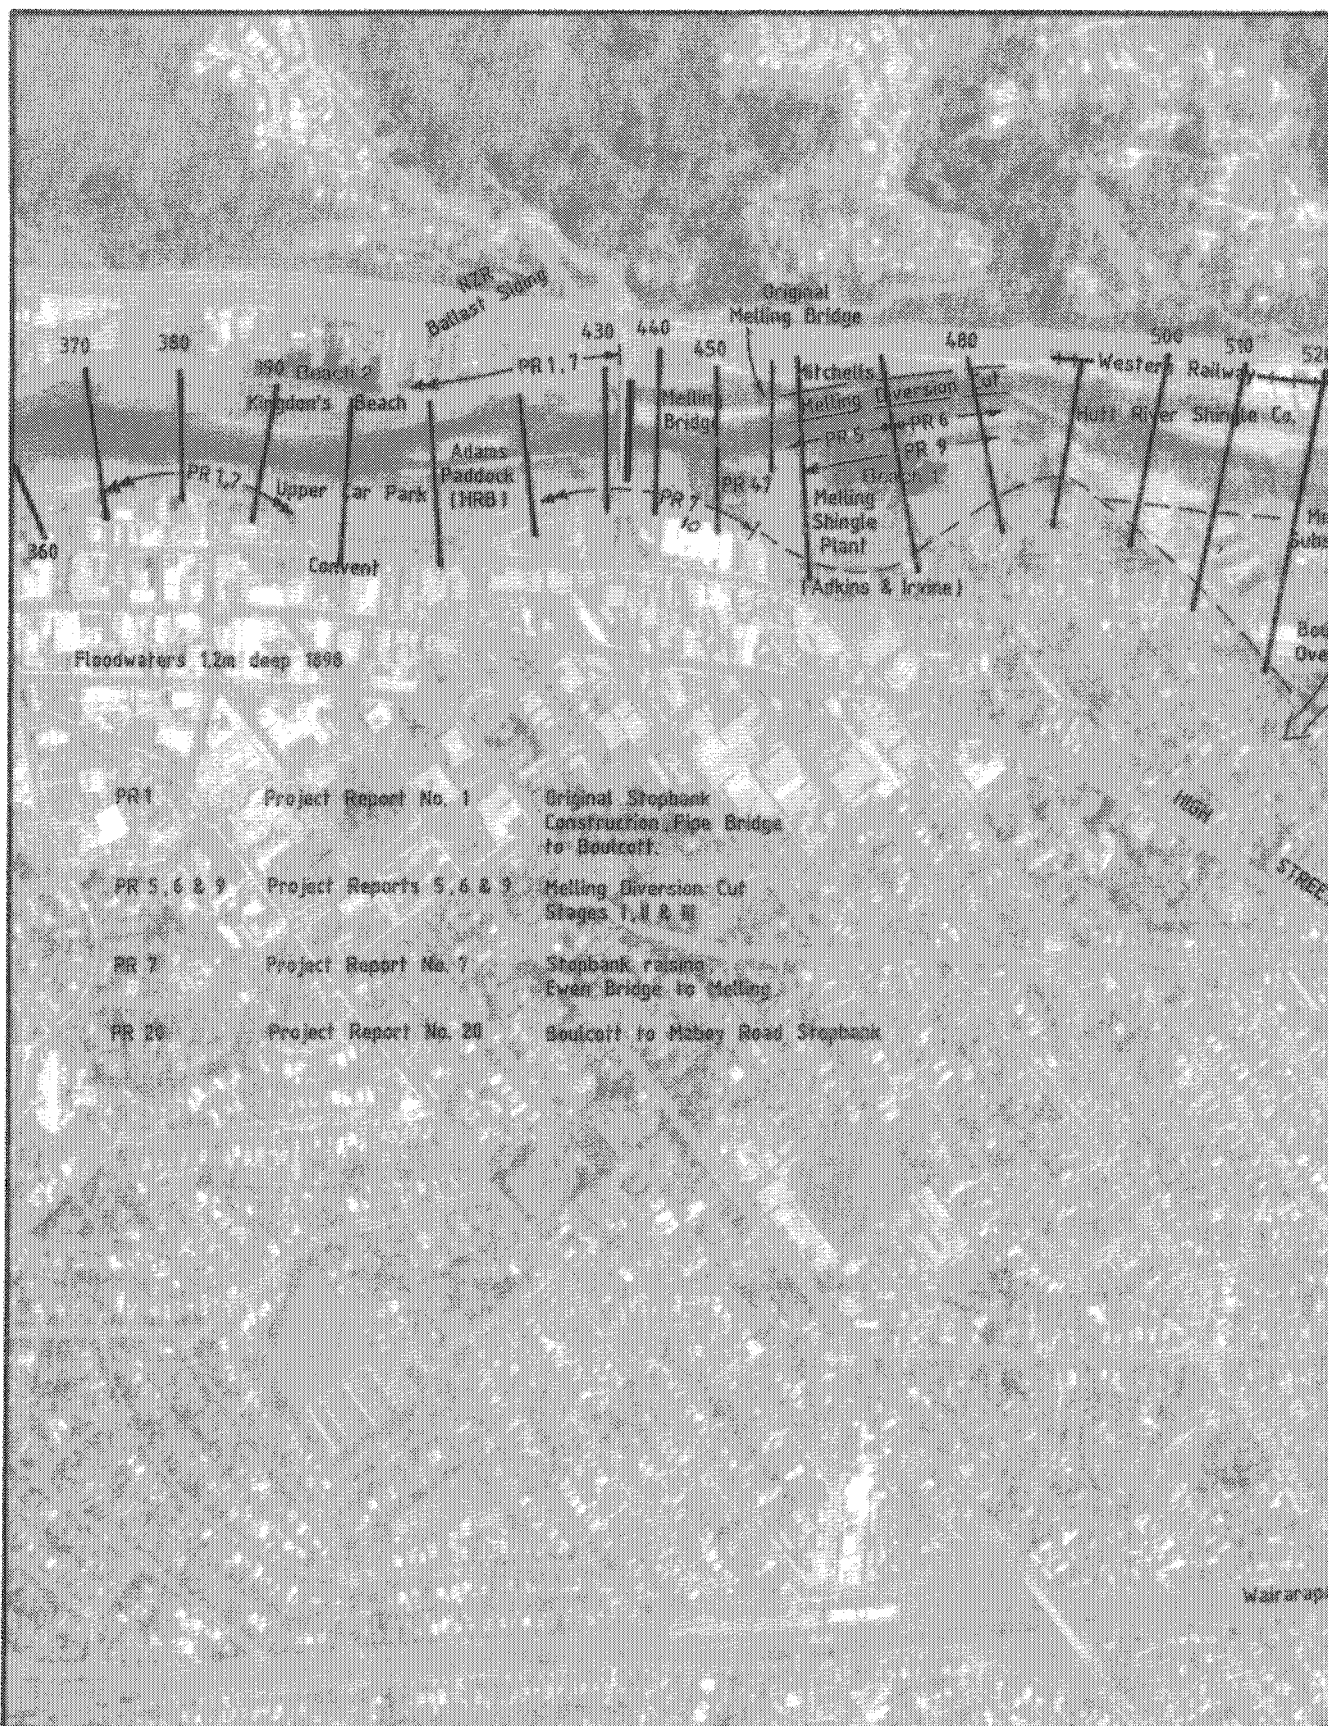 NZR
Ballast Siding
Original
Melling Bridge
370
380
390
Beach 2
PR 1, 7
430
440
450
480
500
510
520
Western Railway
Mitchells
Melling Diversion Cut
Kingdon's Beach
Melling
Bridge
PR 5
PR 6
PR 9
Hutt River Shingle Co,
Adams
Paddock
(HRB)
PR 1,7
Upper Car Park
PR 7
10
Beach 1
Melling
Shingle
Plant
(Adkins & Irvine)
360
Convent
Floodwaters 1.2m deep 1898
PR 1 Project Report No. 1 Original Stopbank
Construction, Pipe Bridge
to Boulcott.
PR 5, 6 & 9 Project Reports 5, 6 & 9 Melling Diversion Cut
Stages I, II & III
PR 7 Project Report No. 7 Stopbank raising,
Ewen Bridge to Melling
PR 20 Project Report No. 20 Boulcott to Mabey Road Stopbank
HIGH
STREE
Wairarap